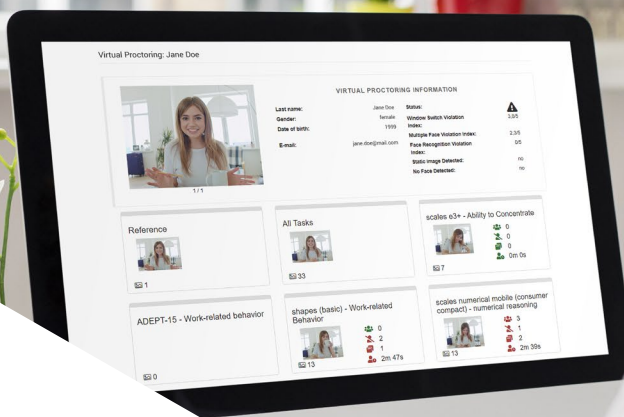 Virtual Proctoring: Jane Doe
VIRTUAL PROCTORING INFORMATION
Last name: Jane Doe
Gender: female
Date of birth: 1999
E-mail: jane.doe@mail.com
Status:
Window Switch Violation Index: 3,0/5
Multiple Face Violation Index: 2,3/5
Face Recognition Violation Index: 0/5
Static Image Detected: no
No Face Detected: no
1 / 1
Reference
1
All Tasks
33
scales e3+ - Ability to Concentrate
0
0
0
0m 0s
7
ADEPT-15 - Work-related behavior
0
shapes (basic) - Work-related
Behavior
0
2
1
2m 47s
13
scales numerical mobile (consumer
compact) - numerical reasoning
3
1
2
2m 39s
13